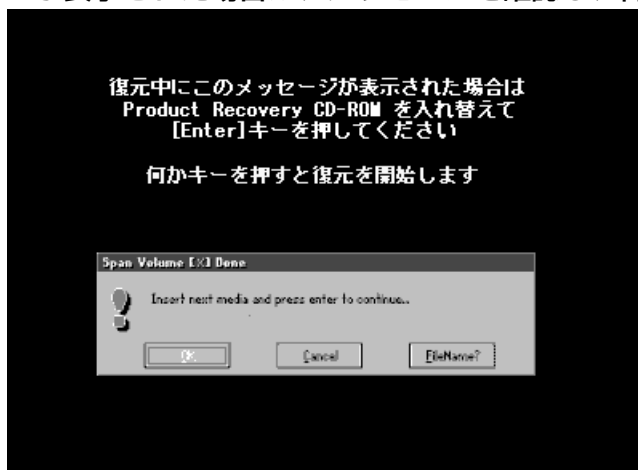 復元中にこのメッセージが表示された場合は
Product Recovery CD-ROM を入れ替えて
[Enter]キーを押してください
何かキーを押すと復元を開始します
Span Volume [X] Done
Insert next media and press enter to continue..
OK
Cancel
FileName?